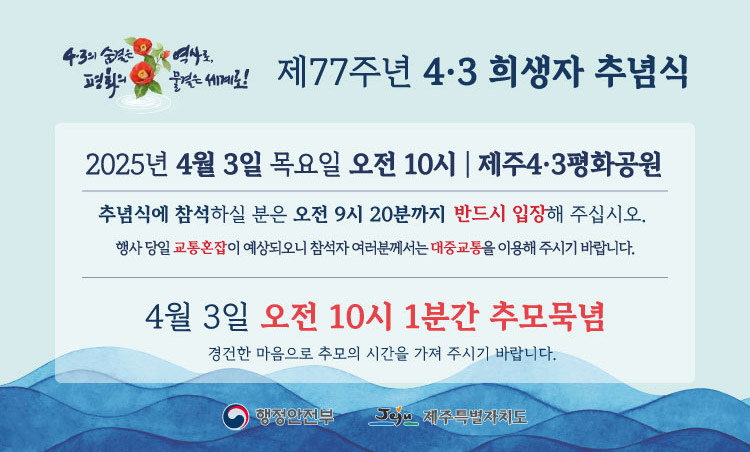 4·3의 숨결은 역사로,
평화의 물결은 세계로!
제77주년 4·3 희생자 추념식
2025년 4월 3일 목요일 오전 10시 | 제주4·3평화공원
추념식에 참석하실 분은 오전 9시 20분까지 반드시 입장해 주십시오.
행사 당일 교통혼잡이 예상되오니 참석자 여러분께서는 대중교통을 이용해 주시기 바랍니다.
4월 3일 오전 10시 1분간 추모묵념
경건한 마음으로 추모의 시간을 가져 주시기 바랍니다.
행정안전부 Jeju 제주특별자치도